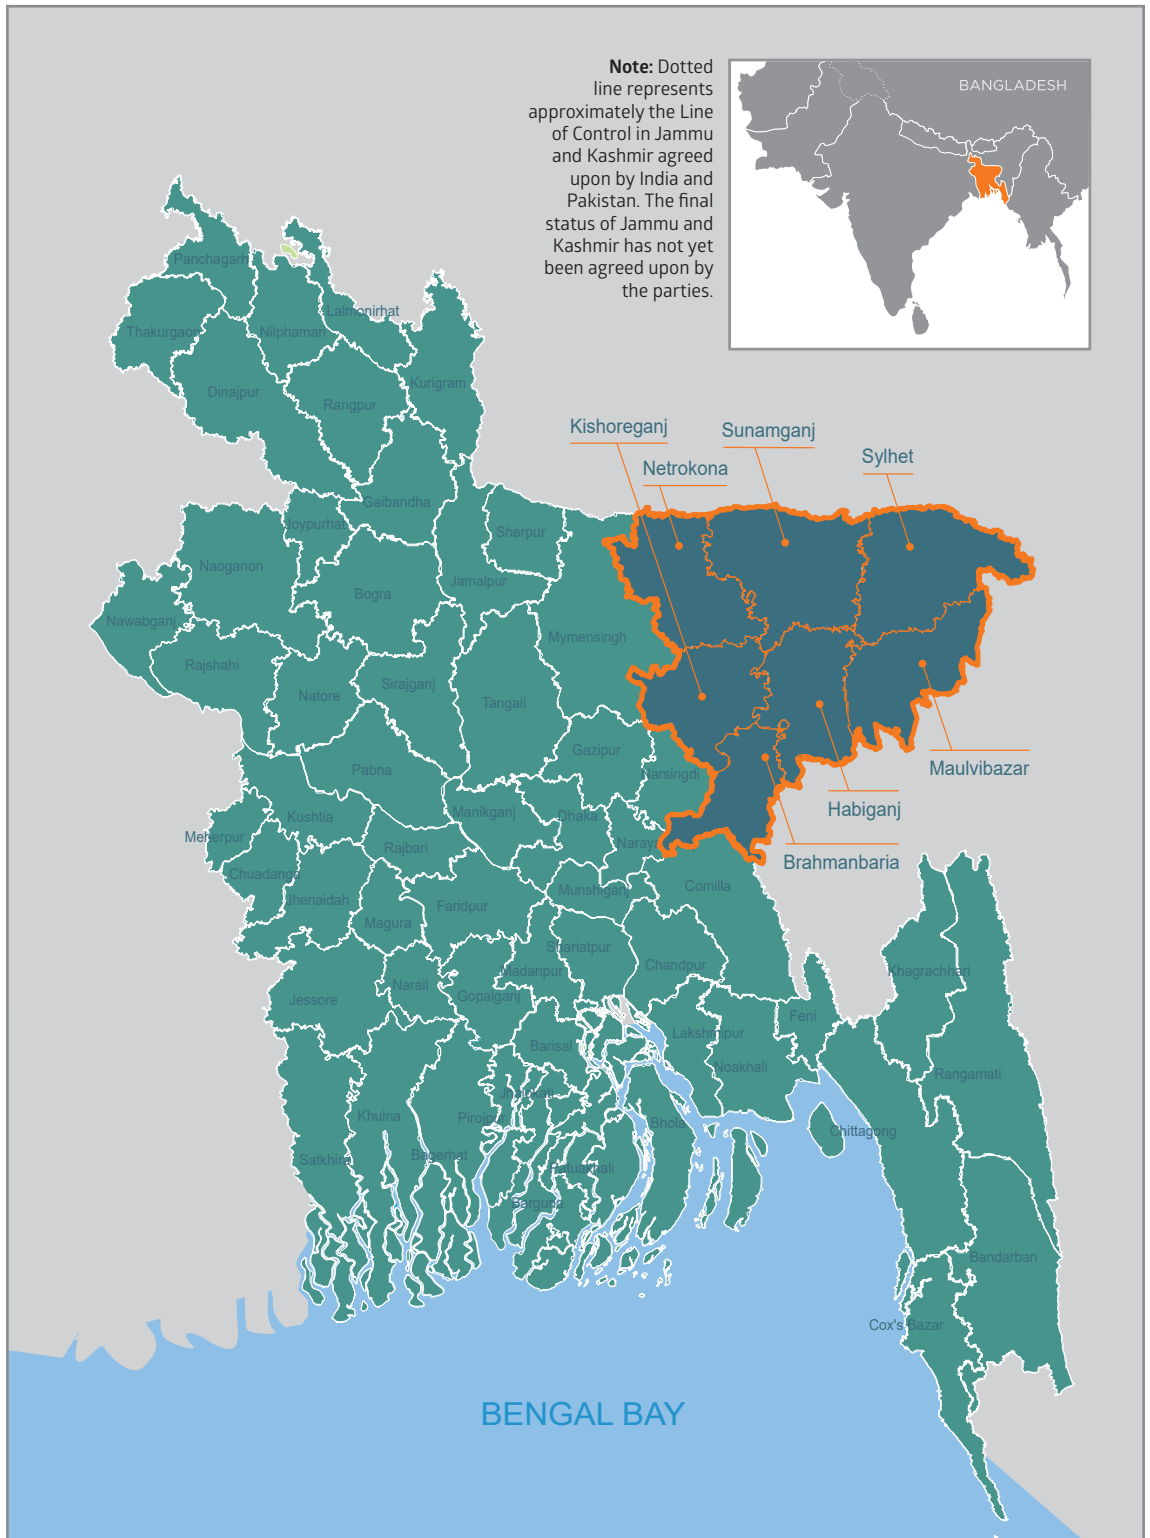 Note: Dotted
line represents
approximately the Line
of Control in Jammu
and Kashmir agreed
upon by India and
Pakistan. The final
status of Jammu and
Kashmir has not yet
been agreed upon by
the parties.
BANGLADESH
Panchagarh
Thakurgaon
Nilphamari
Lalmonirhat
Dinajpur
Rangpur
Kurigram
Kishoreganj
Sunamganj
Netrokona
Sylhet
Gaibandha
Joypurhat
Sherpur
Naoganon
Jamalpur
Bogra
Nawabganj
Mymensingh
Rajshahi
Natore
Sirajganj
Tangail
Gazipur
Pabna
Narsingdi
Maulvibazar
Habiganj
Brahmanbaria
Kushtia
Manikganj
Dhaka
Meherpur
Rajbari
Naraya
Chuadanga
Jhenaidah
Munshiganj
Comilla
Magura
Faridpur
Shariatpur
Chandpur
Khagrachhari
Madaripur
Narail
Gopalganj
Jessore
Feni
Lakshmipur
Barisal
Noakhali
Rangamati
Jhalokati
Khulna
Pirojpur
Bhola
Chittagong
Satkhira
Bagerhat
Patuakhali
Barguna
Bandarban
Cox's Bazar
BENGAL BAY